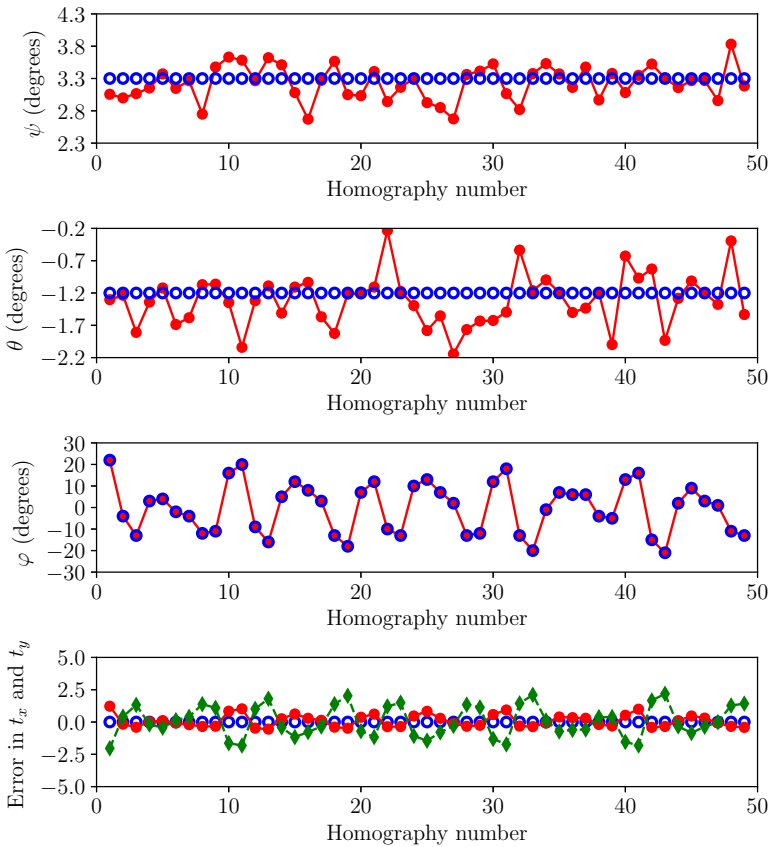 4.3
3.8
3.3
2.8
2.3
ψ (degrees)
0 10 20 30 40 50
Homography number
−0.2
−0.7
−1.2
−1.7
−2.2
θ (degrees)
0 10 20 30 40 50
Homography number
30
20
10
0
−10
−20
−30
φ (degrees)
0 10 20 30 40 50
Homography number
5.0
2.5
0.0
−2.5
−5.0
Error in t_x and t_y
0 10 20 30 40 50
Homography number